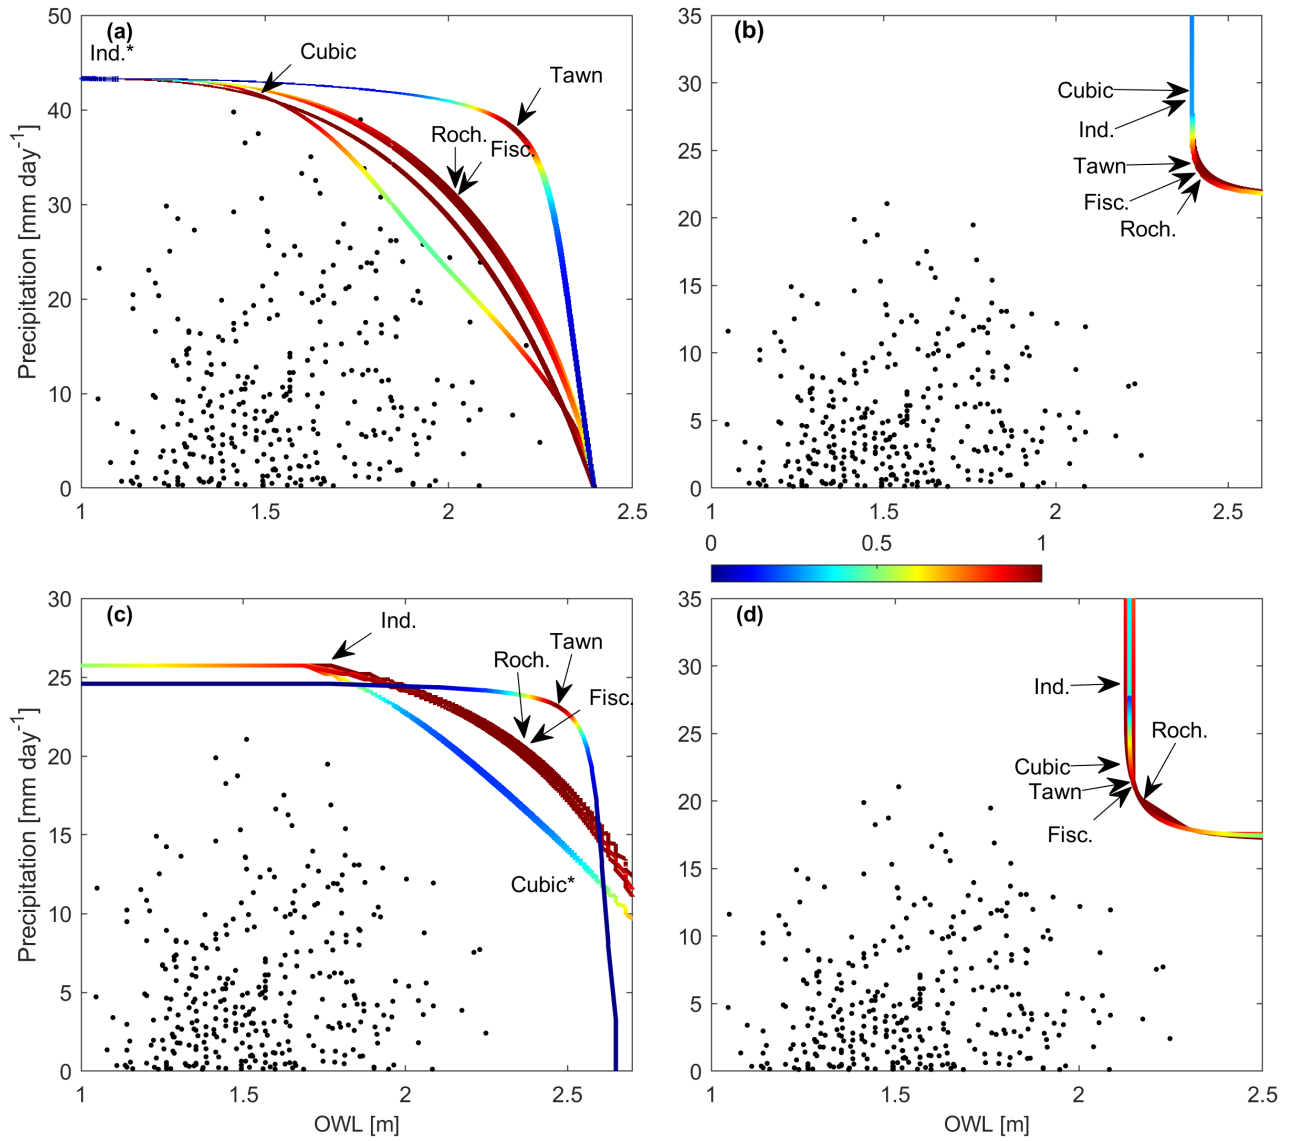 (a)
Ind.*
Cubic
Tawn
Roch.
Fisc.
Precipitation [mm day-1]
50
40
30
20
10
0
1
1.5
2
2.5
(b)
Cubic
Ind.
Tawn
Fisc.
Roch.
35
30
25
20
15
10
5
0
1
1.5
2
2.5
0
0.5
1
(c)
Ind.
Tawn
Roch.
Fisc.
Cubic*
Precipitation [mm day-1]
30
25
20
15
10
5
0
1
1.5
2
2.5
OWL [m]
(d)
Ind.
Roch.
Cubic
Tawn
Fisc.
35
30
25
20
15
10
5
0
1
1.5
2
2.5
OWL [m]